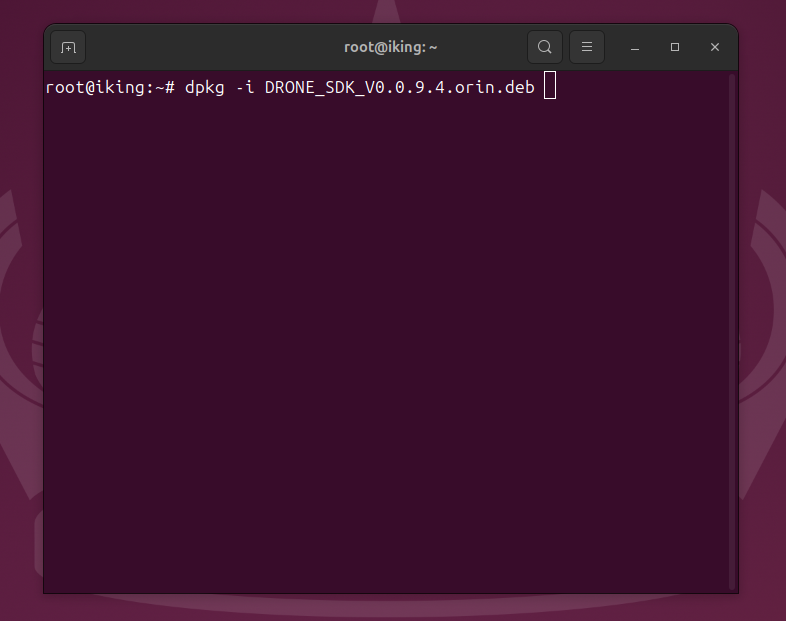 root@iking: ~
root@iking:~# dpkg -i DRONE_SDK_V0.0.9.4.orin.deb